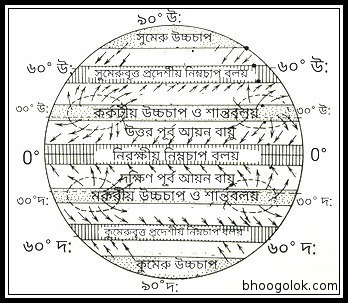 ৯০° উ:
সুমেরু উচ্চচাপ
৬০° উ: ৬০° উ:
সুমেরুবৃত্ত প্রদেশীয় নিম্নচাপ বলয়
৩০° উ: ৩০° উ:
কর্কটীয় উচ্চচাপ ও শান্তবলয়
উত্তর পূর্ব আয়ন বায়ু
0° 0°
নিরক্ষীয় নিম্নচাপ বলয়
দক্ষিণ পূর্ব আয়ন বায়ু
মকরীয় উচ্চচাপ ও শান্তবলয়
৩০° দ: ৩০° দ:
কুমেরুবৃত্ত প্রদেশীয় নিম্নচাপ বলয়
৬০° দ: ৬০° দ:
কুমেরু উচ্চচাপ
৯০° দ:
bhoogolok.com